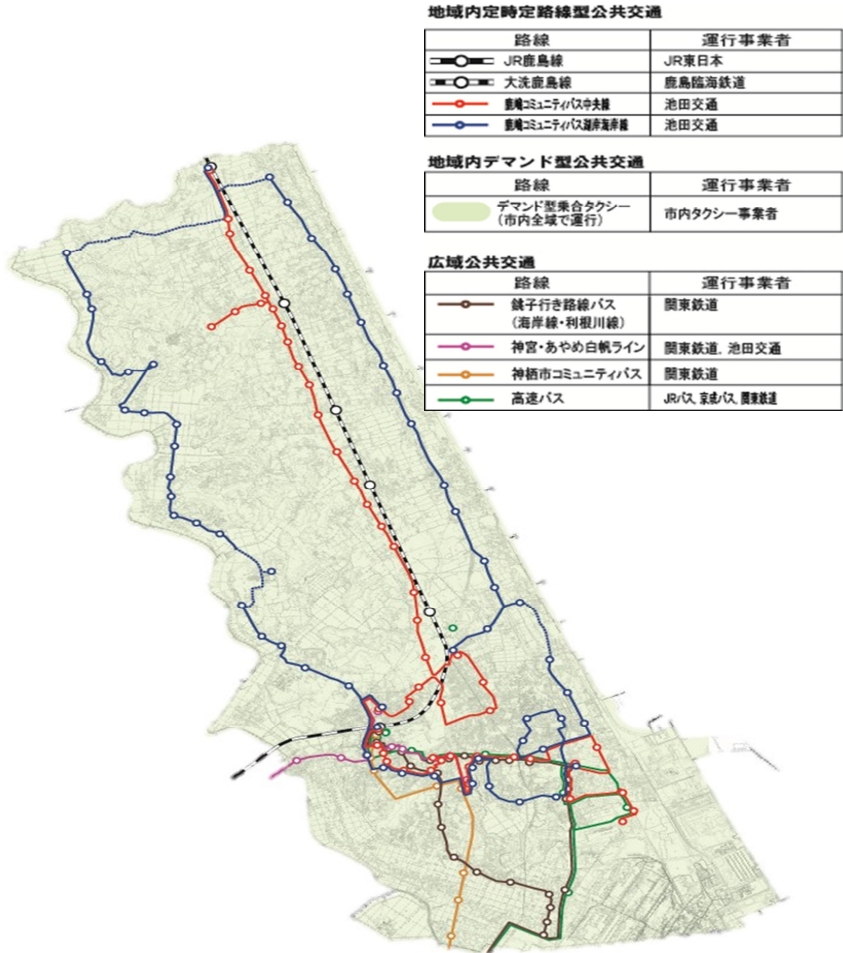 地域内定時定路線型公共交通
路線 運行事業者
JR鹿島線 JR東日本
大洗鹿島線 鹿島臨海鉄道
鹿嶋コミュニティバス中央線 池田交通
鹿嶋コミュニティバス湖岸海岸線 池田交通
地域内デマンド型公共交通
路線 運行事業者
デマンド型乗合タクシー
(市内全域で運行) 市内タクシー事業者
広域公共交通
路線 運行事業者
銚子行き路線バス 関東鉄道
(海岸線・利根川線)
神宮・あやめ白帆ライン 関東鉄道、池田交通
神栖市コミュニティバス 関東鉄道
高速バス JRバス、京成バス、関東鉄道